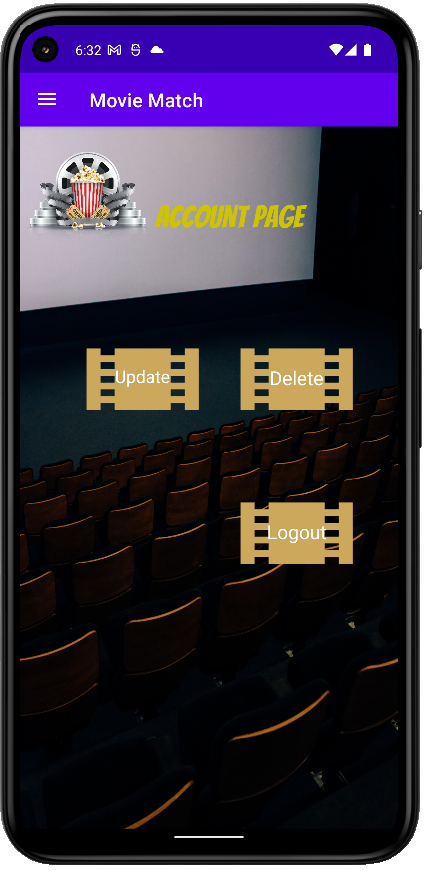 6:32
Movie Match
ACCOUNT PAGE
Update
Delete
Logout